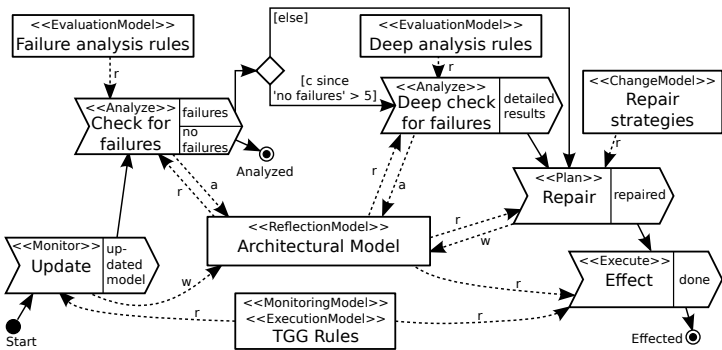 <<EvaluationModel>>
Failure analysis rules
[else]
<<EvaluationModel>>
Deep analysis rules
r
r
[c since
'no failures' > 5]
<<Analyze>>
Check for
failures
failures
no
failures
Analyzed
<<Analyze>>
Deep check
for failures
detailed
results
<<ChangeModel>>
Repair
strategies
r
r
a
r
a
<<Plan>>
Repair
repaired
<<ReflectionModel>>
Architectural Model
r
w
<<Monitor>>
Update
up-
dated
model
w
r
<<Execute>>
Effect
done
<<MonitoringModel>>
<<ExecutionModel>>
TGG Rules
r
r
Start
Effected